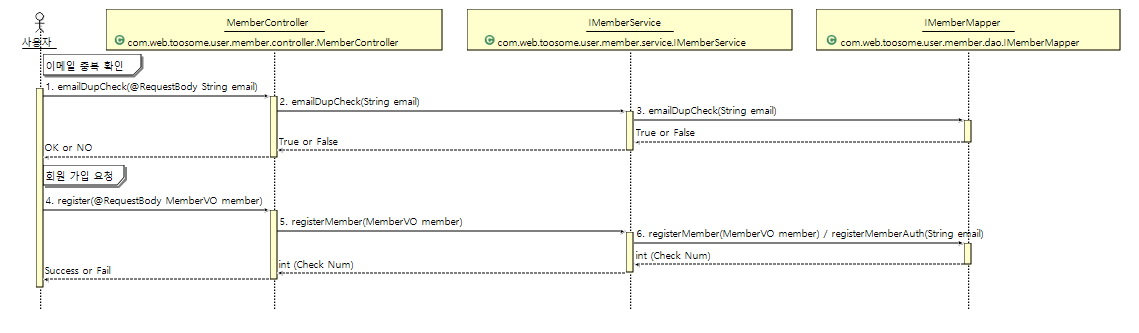 MemberController
IMemberService
IMemberMapper
사용자
C com.web.toosome.user.member.controller.MemberController
C com.web.toosome.user.member.service.IMemberService
C com.web.toosome.user.member.dao.IMemberMapper
이메일 중복 확인
1. emailDupCheck(@RequestBody String email)
2. emailDupCheck(String email)
3. emailDupCheck(String email)
True or False
True or False
OK or NO
회원 가입 요청
4. register(@RequestBody MemberVO member)
5. registerMember(MemberVO member)
6. registerMember(MemberVO member) / registerMemberAuth(String email)
int (Check Num)
int (Check Num)
Success or Fail